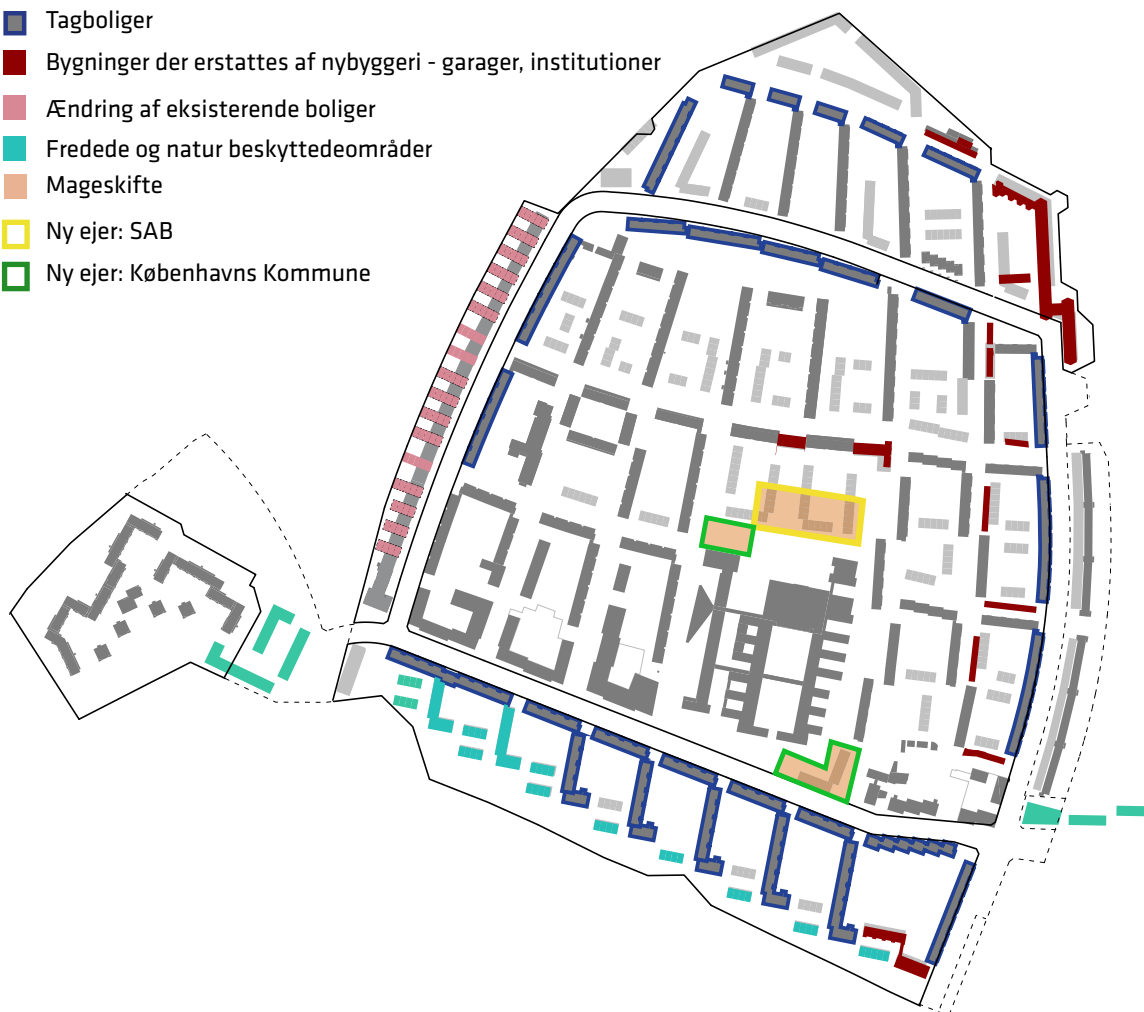 Tagboliger
Bygninger der erstattes af nybyggeri - garager, institutioner
Ændring af eksisterende boliger
Fredede og natur beskyttedeområder
Mageskifte
Ny ejer: SAB
Ny ejer: Københavns Kommune